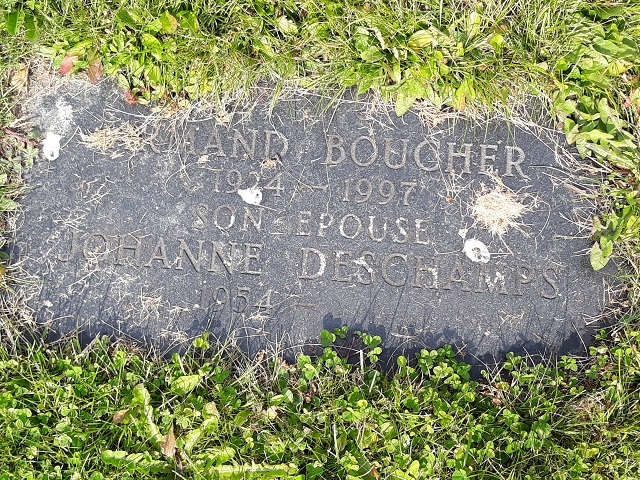 BOUCHER
1924 – 1997
SON EPOUSE
JOHANNE DESCHAMPS
1954 –